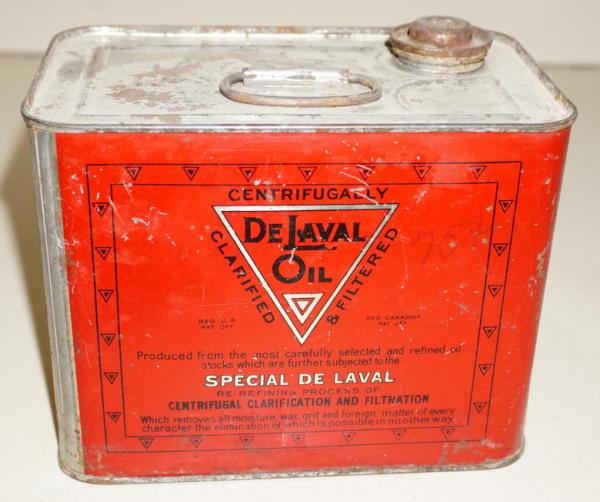 CENTRIFUGALLY
DE LAVAL
OIL
CLARIFIED
& FILTERED
REG. U.S.
PAT. OFF.
REG. CANADIAN
PAT. OFF.
Produced from the most carefully selected and refined oil
stocks which are further subjected to the
SPECIAL DE LAVAL
RE-REFINING PROCESS OF
CENTRIFUGAL CLARIFICATION AND FILTRATION
Which removes all moisture, wax, grit and foreign matter of every
character the elimination of which is possible in no other way.